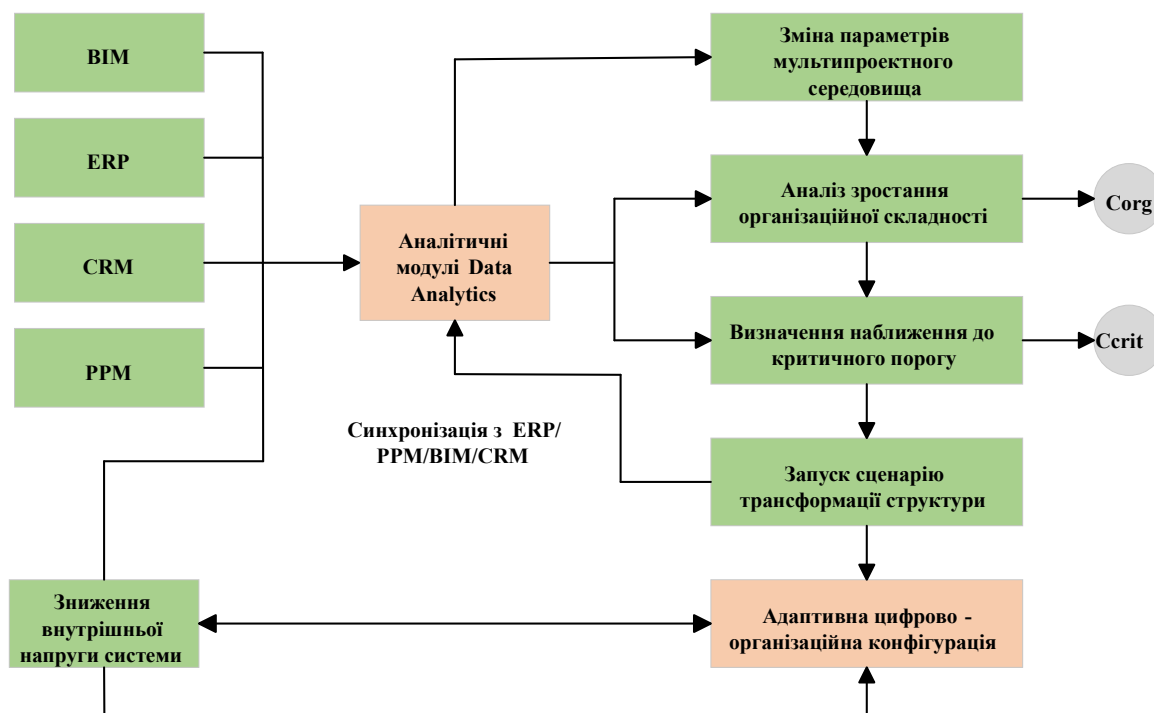 BIM
ERP
CRM
PPM
Аналітичні
модулі Data
Analytics
Зміна параметрів
мультипроектного
середовища
Аналіз зростання
організаційної складності
Corg
Визначення наближення до
критичного порогу
Ccrit
Синхронізація з ERP/
PPM/BIM/CRM
Запуск сценарію
трансформації структури
Зниження
внутрішньої
напруги системи
Адаптивна цифрово -
організаційна конфігурація